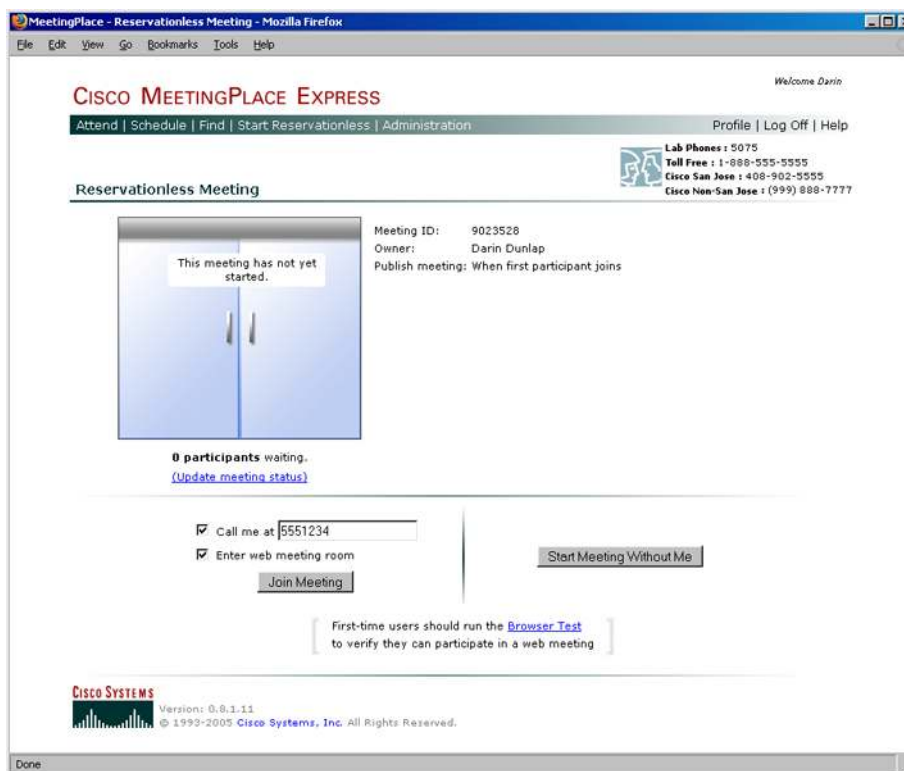 MeetingPlace - Reservationless Meeting - Mozilla Firefox
File Edit View Go Bookmarks Tools Help
Welcome Darin
CISCO MEETINGPLACE EXPRESS
Attend | Schedule | Find | Start Reservationless | Administration
Profile | Log Off | Help
Lab Phones : 5075
Toll Free : 1-888-555-5555
Cisco San Jose : 408-902-5555
Cisco Non-San Jose : (999) 888-7777
Reservationless Meeting
This meeting has not yet
started.
Meeting ID: 9023528
Owner: Darin Dunlap
Publish meeting: When first participant joins
0 participants waiting.
(Update meeting status)
Call me at 5551234
Enter web meeting room
Join Meeting
Start Meeting Without Me
First-time users should run the Browser Test
to verify they can participate in a web meeting
CISCO SYSTEMS
Version: 0.8.1.11
© 1993-2005 Cisco Systems, Inc. All Rights Reserved.
Done